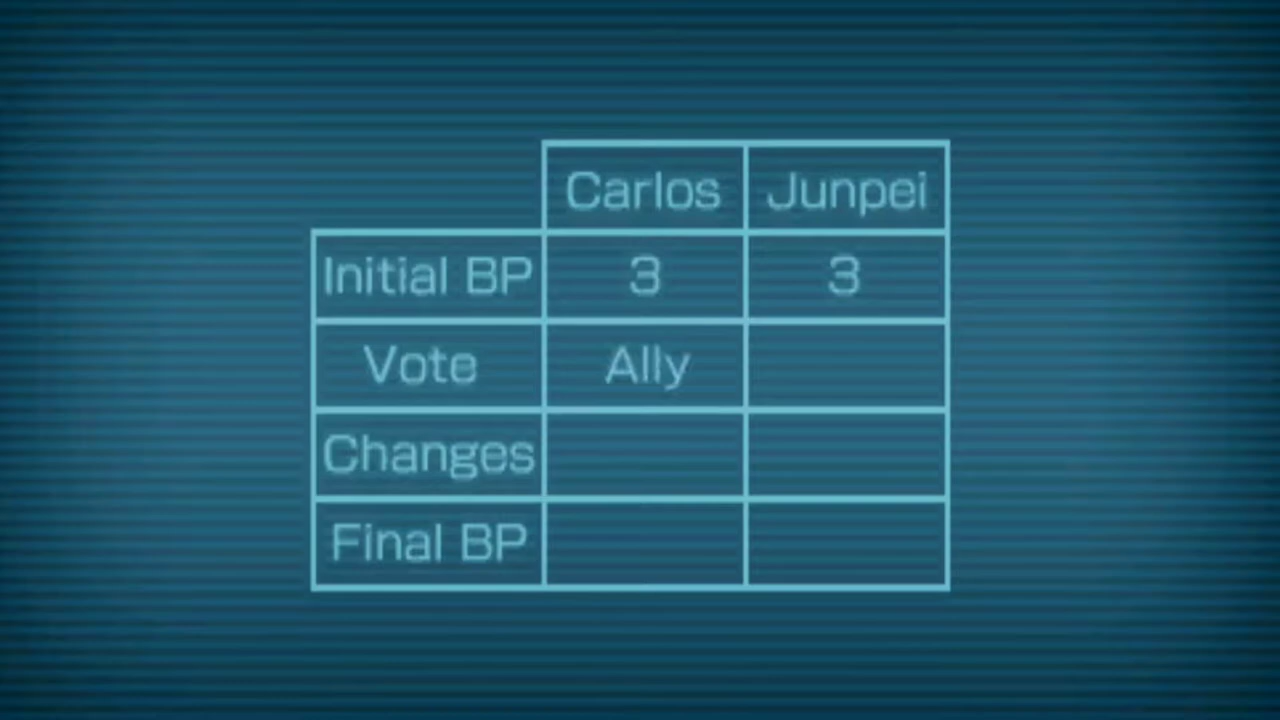 Carlos Junpei
Initial BP 3 3
Vote Ally
Changes
Final BP